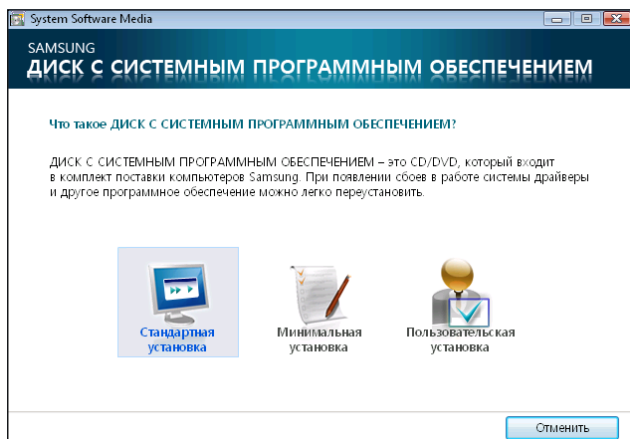 System Software Media
SAMSUNG
ДИСК С СИСТЕМНЫМ ПРОГРАММНЫМ ОБЕСПЕЧЕНИЕМ
Что такое ДИСК С СИСТЕМНЫМ ПРОГРАММНЫМ ОБЕСПЕЧЕНИЕМ?
ДИСК С СИСТЕМНЫМ ПРОГРАММНЫМ ОБЕСПЕЧЕНИЕМ – это CD/DVD, который входит
в комплект поставки компьютеров Samsung. При появлении сбоев в работе системы драйверы
и другое программное обеспечение можно легко переустановить.
Стандартная
установка
Минимальная
установка
Пользовательская
установка
Отменить